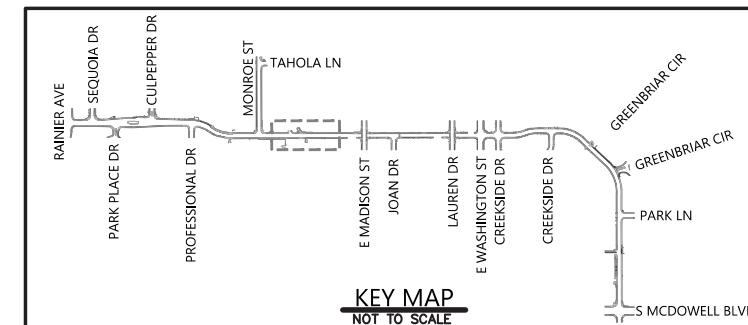 RAINIER AVE
SEQUOIA DR
PARK PLACE DR
CULPEPPER DR
PROFESSIONAL DR
MONROE ST
TAHOLA LN
E MADISON ST
JOAN DR
LAUREN DR
E WASHINGTON ST
CREEKSIDE DR
CREEKSIDE DR
GREENBRIAR CIR
GREENBRIAR CIR
PARK LN
S MCDOWELL BLVD
KEY MAP
NOT TO SCALE